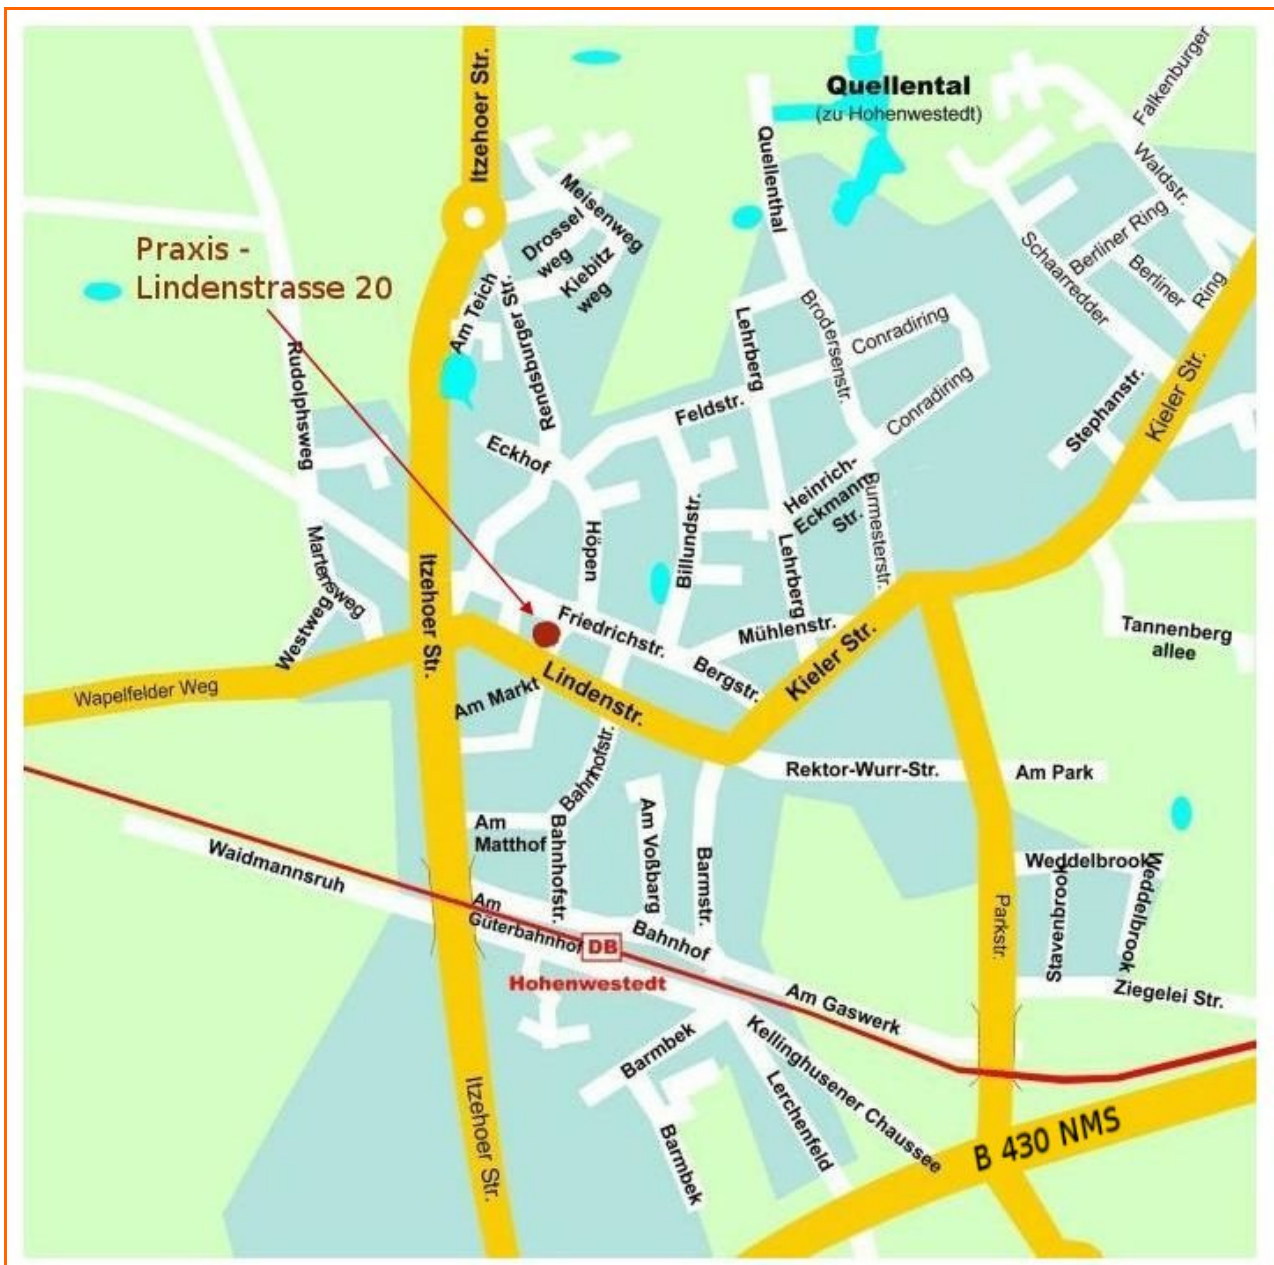 Itzehoer Str.
Quellental
(zu Hohenwestedt)
Falkenburger
Waldstr.
Quellenthal
Meisenweg
Drossel
weg
Kiebitz
weg
Berliner Ring
Berliner
Ring
Schaarredder
Praxis -
Lindenstrasse 20
Am Teich
Rendsburger Str.
Lehrberg
Brodersenstr.
Conradiring
Conradiring
Rudolphsweg
Feldstr.
Stephanstr.
Kieler Str.
Eckhof
Heinrich-
Eckmann
Str.
Burmesterstr.
Höpen
Billundstr.
Lehrberg
Martensweg
Westweg
Itzehoer Str.
Friedrichstr.
Mühlenstr.
Tannenberg
allee
Bergstr.
Kieler Str.
Wapelfelder Weg
Am Markt
Lindenstr.
Bahnhofstr.
Rektor-Wurr-Str.
Am Park
Am
Matthof
Bahnhofstr.
Am Voßbarg
Barmstr.
Waidmannsruh
Weddelbrook
Weddelbrook
Stavenbrook
Parkstr.
Am
Güterbahnhof
DB
Bahnhof
Hohenwestedt
Am Gaswerk
Ziegelei Str.
Barmbek
Kellinghusener Chaussee
Lerchenfeld
Barmbek
Itzehoer Str.
B 430 NMS